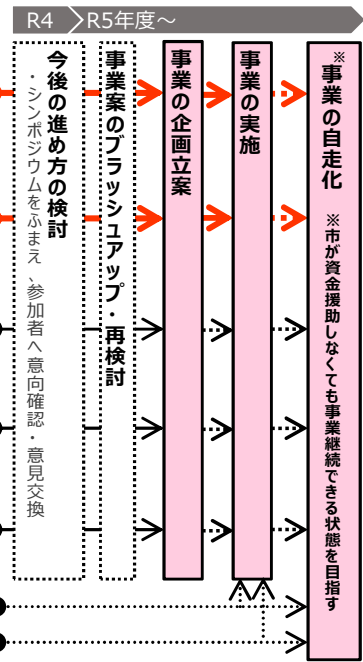 R4
R5年度～
今後の進め方の検討
・シンポジウムをふまえ、参加者へ意向確認・意見交換
事業案のブラッシュアップ・再検討
事業の企画立案
事業の実施
※
事業の自走化
※市が資金援助しなくても事業継続できる状態を目指す